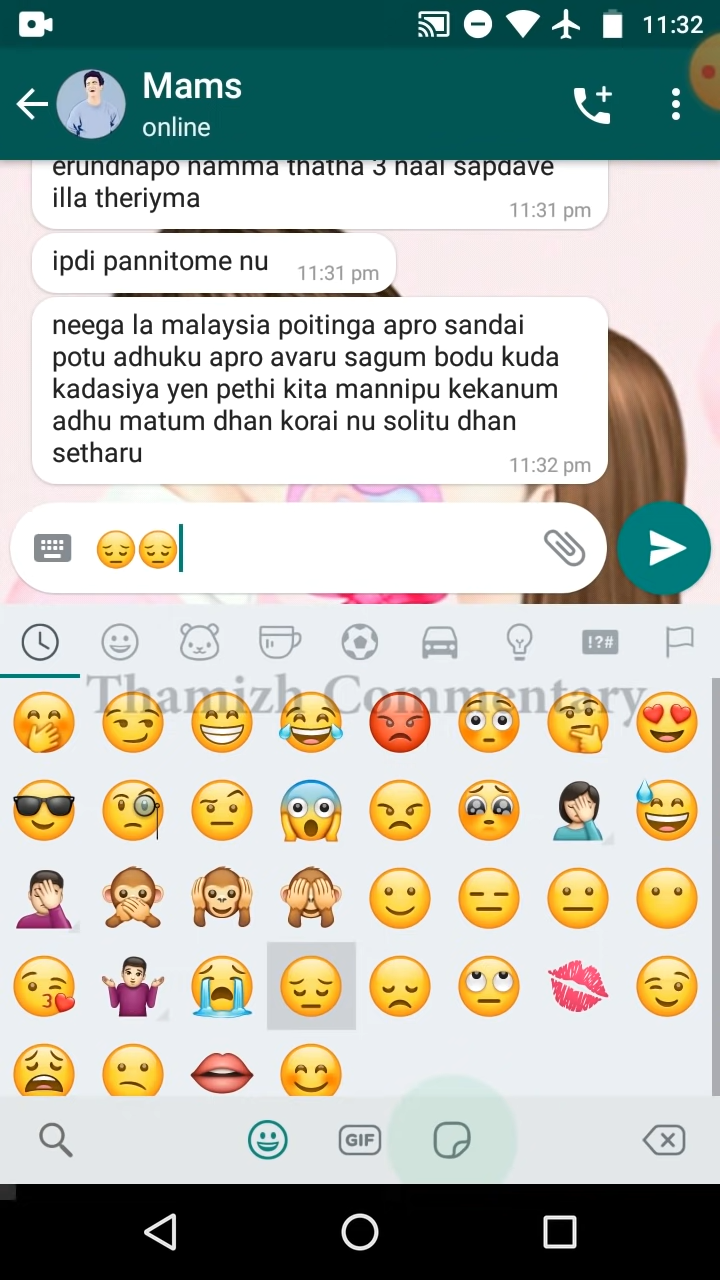 11:32
Mams
online
erundhapo namma thatha 3 naal sapdave
illa theriyma
11:31 pm
ipdi pannitome nu
11:31 pm
neega la malaysia poitinga apro sandai
potu adhuku apro avaru sagum bodu kuda
kadasiya yen pethi kita mannipu kekanum
adhu matum dhan korai nu solitu dhan
setharu
11:32 pm
😔😔
!?#
Thamizh Commentary
GIF